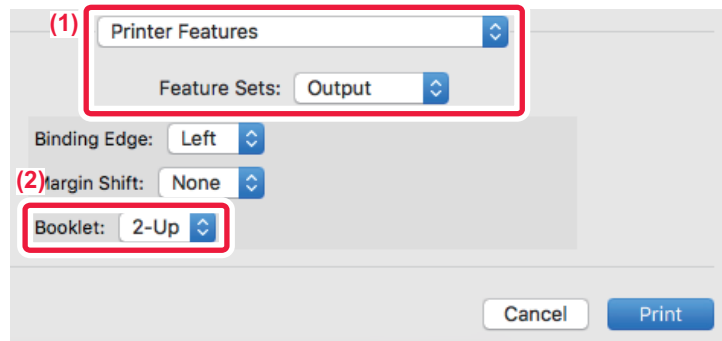 (1)
Printer Features
Feature Sets: Output
Binding Edge: Left
(2)
Margin Shift: None
Booklet: 2-Up
Cancel Print